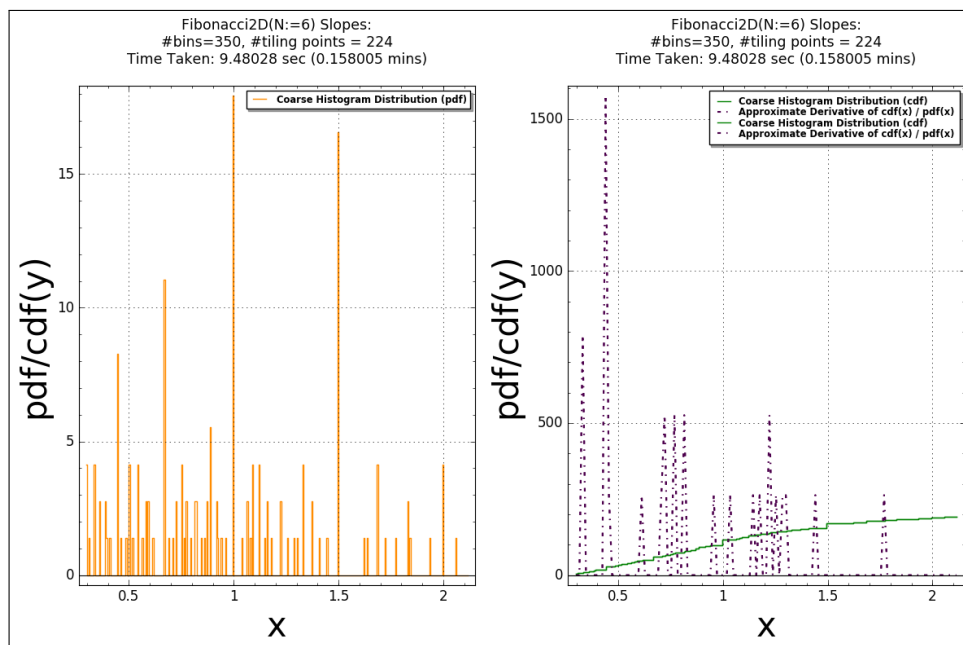 Fibonacci2D(N:=6) Slopes:
#bins=350, #tiling points = 224
Time Taken: 9.48028 sec (0.158005 mins)
Coarse Histogram Distribution (pdf)
15
10
5
0
pdf/cdf(y)
0.5 1 1.5 2
x
Fibonacci2D(N:=6) Slopes:
#bins=350, #tiling points = 224
Time Taken: 9.48028 sec (0.158005 mins)
Coarse Histogram Distribution (cdf)
Approximate Derivative of cdf(x) / pdf(x)
Coarse Histogram Distribution (cdf)
Approximate Derivative of cdf(x) / pdf(x)
1500
1000
500
0
pdf/cdf(y)
0.5 1 1.5 2
x